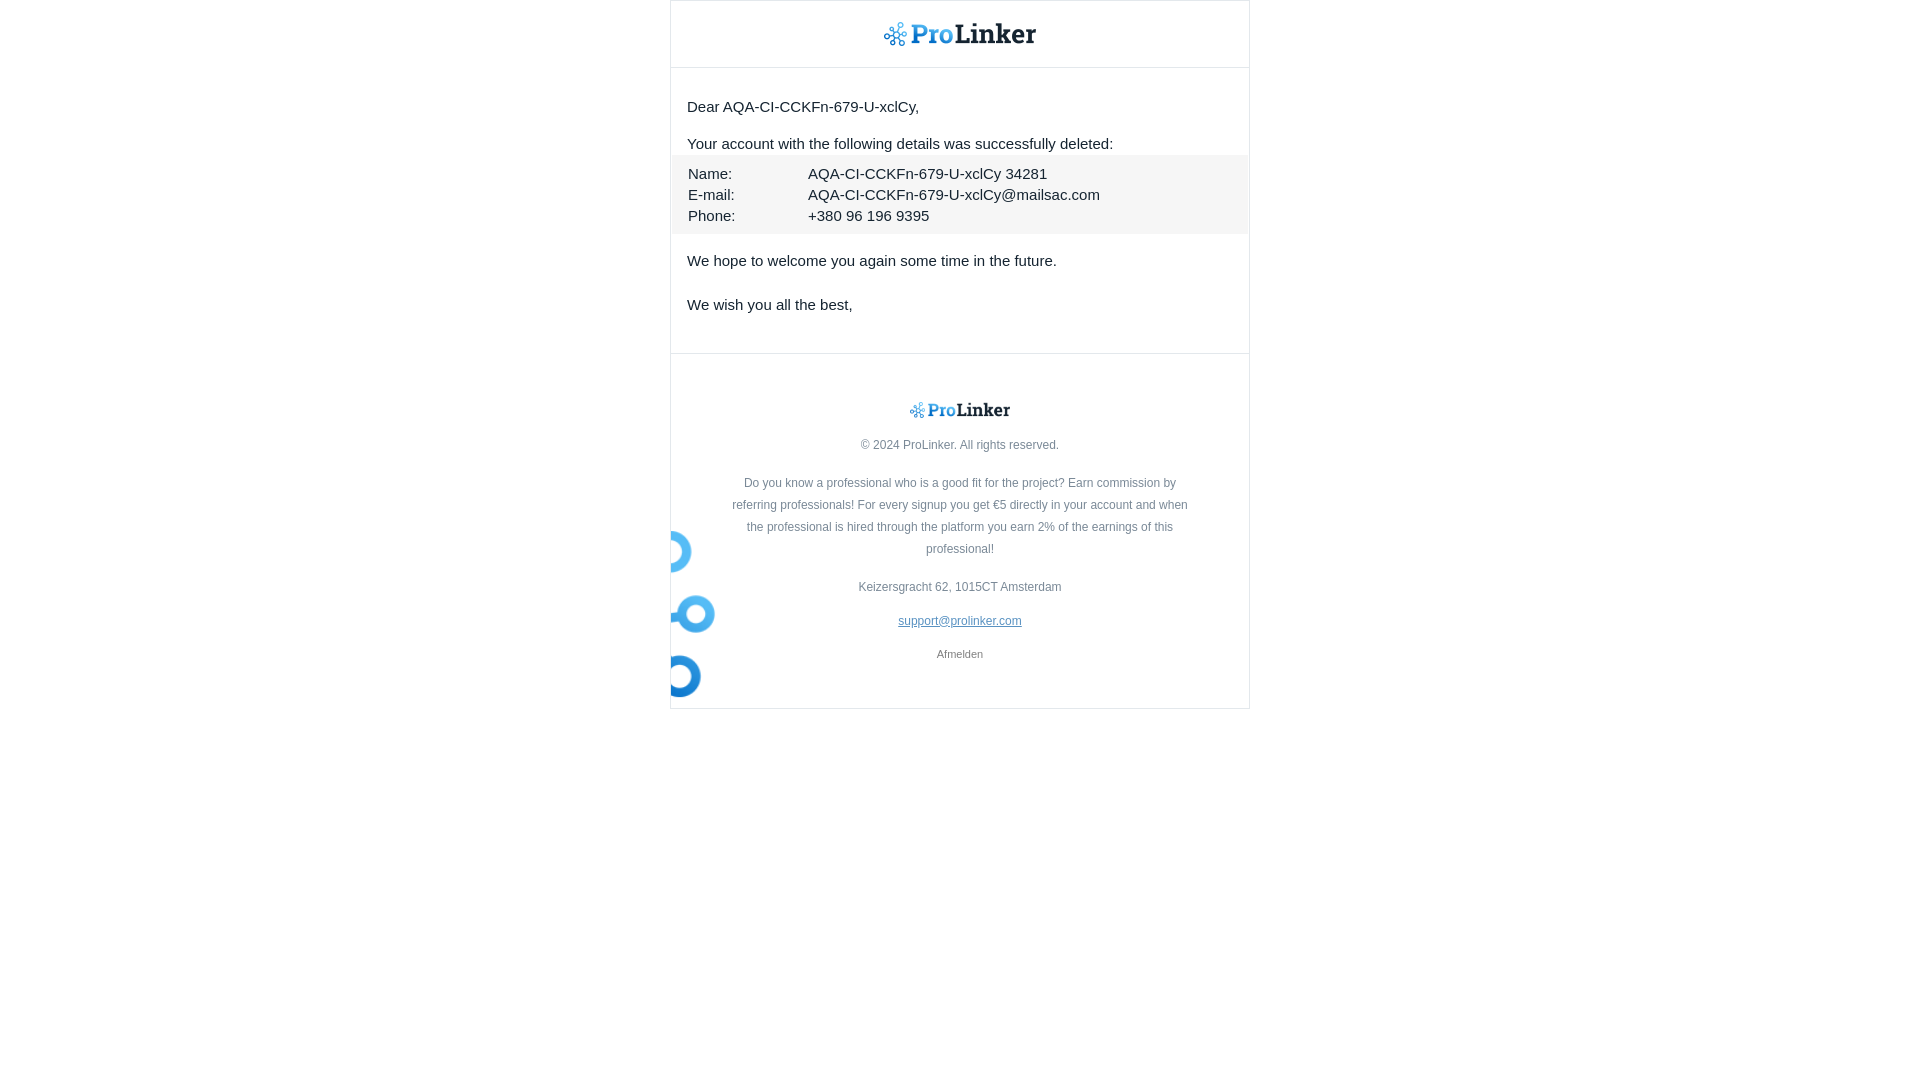 ProLinker
Dear AQA-CI-CCKFn-679-U-xclCy,
Your account with the following details was successfully deleted:
Name: AQA-CI-CCKFn-679-U-xclCy 34281
E-mail: AQA-CI-CCKFn-679-U-xclCy@mailsac.com
Phone: +380 96 196 9395
We hope to welcome you again some time in the future.
We wish you all the best,
ProLinker
© 2024 ProLinker. All rights reserved.
Do you know a professional who is a good fit for the project? Earn commission by
referring professionals! For every signup you get €5 directly in your account and when
the professional is hired through the platform you earn 2% of the earnings of this
professional!
Keizersgracht 62, 1015CT Amsterdam
support@prolinker.com
Afmelden